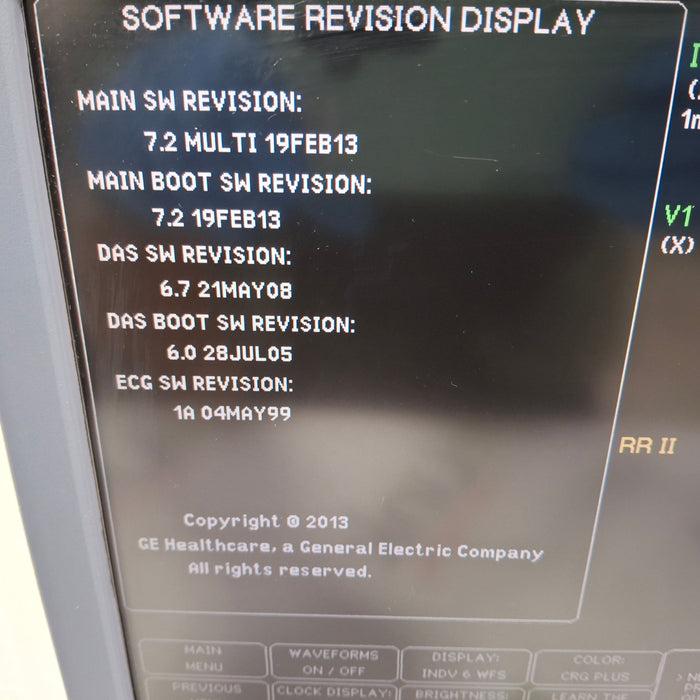 SOFTWARE REVISION DISPLAY
MAIN SW REVISION:
7.2 MULTI 19FEB13
MAIN BOOT SW REVISION:
7.2 19FEB13
DAS SW REVISION:
6.7 21MAY08
DAS BOOT SW REVISION:
6.0 28JUL05
ECG SW REVISION:
1A 04MAY99
Copyright © 2013
GE Healthcare, a General Electric Company
All rights reserved.
V1
(X)
RR II
MAIN
MENU
WAVEFORMS
ON / OFF
DISPLAY:
INDV 6 WFS
COLOR:
CRG PLUS
PREVIOUS
CLOCK DISPLAY:
BRIGHTNESS: